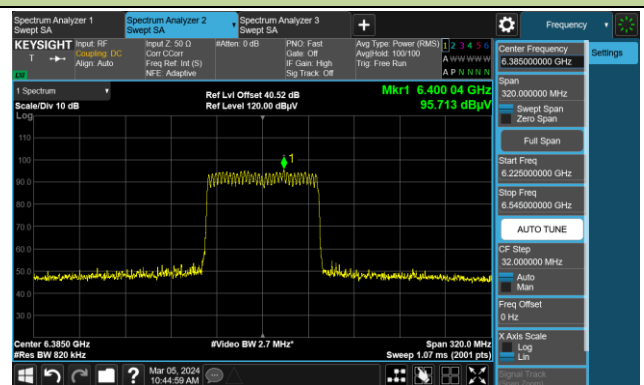 Spectrum Analyzer 1
Swept SA
Spectrum Analyzer 2
Swept SA
Spectrum Analyzer 3
Swept SA
+
Frequency
KEYSIGHT
Input: RF
Coupling: DC
Align: Auto
Input Z: 50 Ω
Corr CCorr
Freq Ref: Int (S)
NFE: Adaptive
#Atten: 0 dB
PNO: Fast
Gate: Off
IF Gain: High
Sig Track: Off
Avg Type: Power (RMS)
Avg|Hold: 100/100
Trig: Free Run
1 2 3 4 5 6
A W W W W W
A P N N N N
LW
1 Spectrum
Scale/Div 10 dB
Log
Ref Lvl Offset 40.52 dB
Ref Level 120.00 dBµV
Mkr1 6.400 04 GHz
95.713 dBµV
110
100
90.0
80.0
70.0
60.0
50.0
40.0
30.0
1
Center 6.3850 GHz
#Res BW 820 kHz
#Video BW 2.7 MHz*
Span 320.0 MHz
Sweep 1.07 ms (2001 pts)
Mar 05, 2024
10:44:59 AM
Center Frequency
6.385000000 GHz
Settings
Span
320.000000 MHz
Swept Span
Zero Span
Full Span
Start Freq
6.225000000 GHz
Stop Freq
6.545000000 GHz
AUTO TUNE
CF Step
32.000000 MHz
Auto
Man
Freq Offset
0 Hz
X Axis Scale
Log
Lin
Signal Track